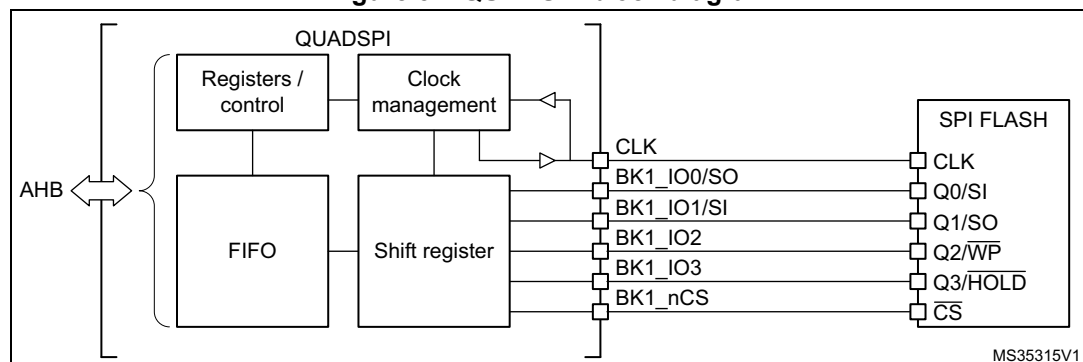 QUADSPI
Registers /
control
Clock
management
SPI FLASH
CLK
CLK
AHB
BK1_IO0/SO
Q0/SI
BK1_IO1/SI
Q1/SO
FIFO
Shift register
BK1_IO2
Q2/WP
BK1_IO3
Q3/HOLD
BK1_nCS
CS
MS35315V1